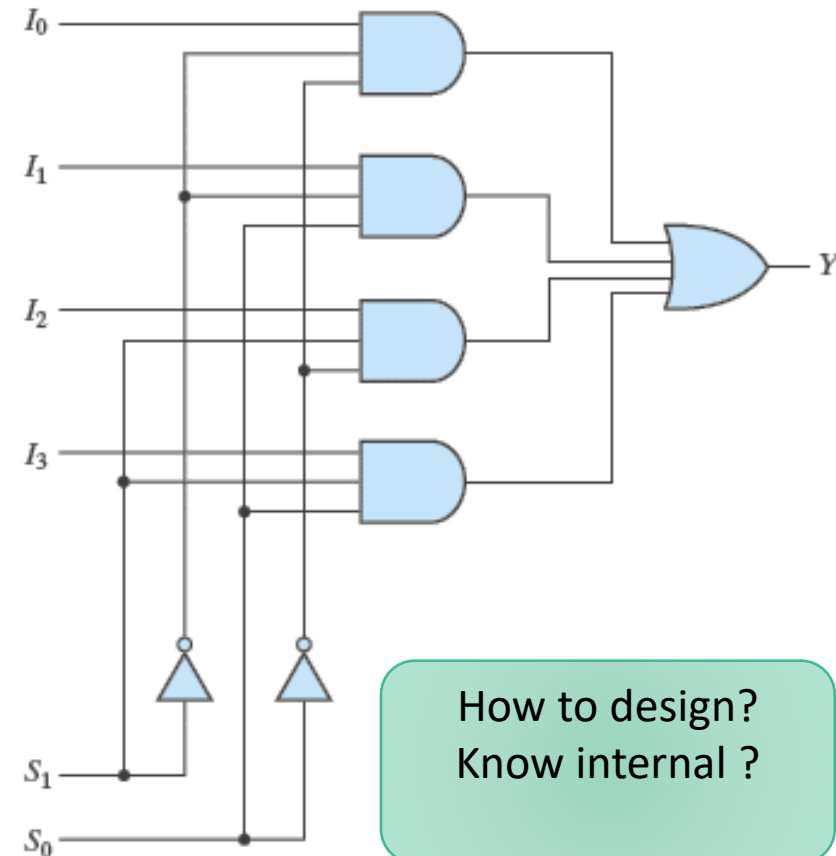 I₀
I₁
I₂
Y
I₃
How to design?
Know internal ?
S₁
S₀